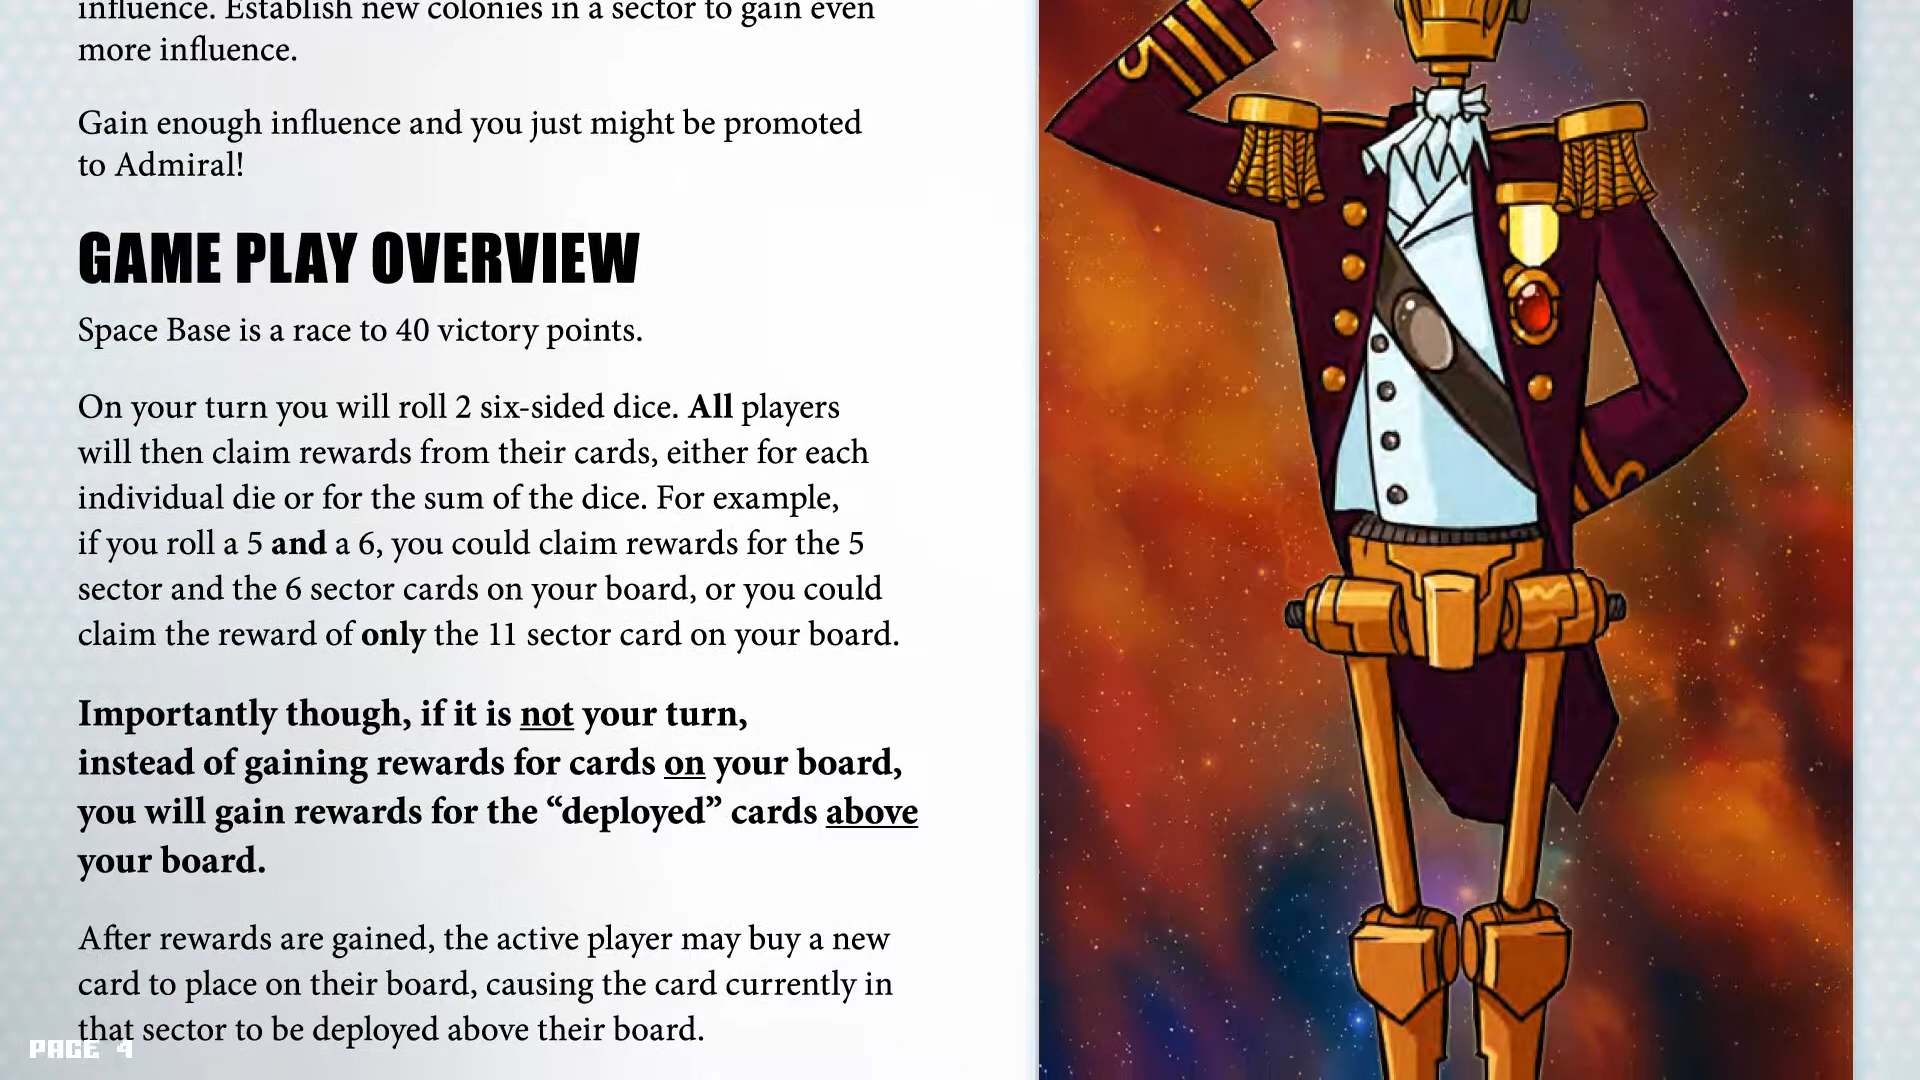 influence. Establish new colonies in a sector to gain even
more influence.
Gain enough influence and you just might be promoted
to Admiral!
GAME PLAY OVERVIEW
Space Base is a race to 40 victory points.
On your turn you will roll 2 six-sided dice. All players
will then claim rewards from their cards, either for each
individual die or for the sum of the dice. For example,
if you roll a 5 and a 6, you could claim rewards for the 5
sector and the 6 sector cards on your board, or you could
claim the reward of only the 11 sector card on your board.
Importantly though, if it is not your turn,
instead of gaining rewards for cards on your board,
you will gain rewards for the “deployed” cards above
your board.
After rewards are gained, the active player may buy a new
card to place on their board, causing the card currently in
that sector to be deployed above their board.
PAGE 4